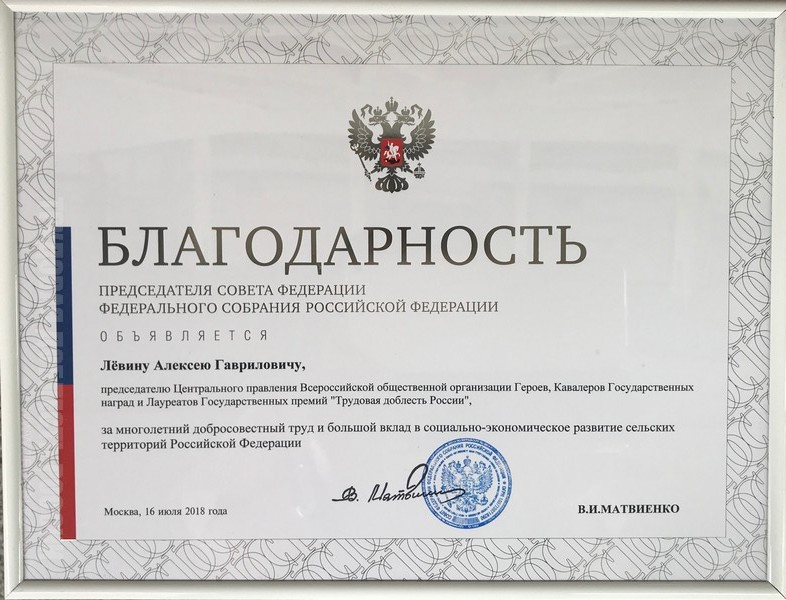 БЛАГОДАРНОСТЬ
ПРЕДСЕДАТЕЛЯ СОВЕТА ФЕДЕРАЦИИ
ФЕДЕРАЛЬНОГО СОБРАНИЯ РОССИЙСКОЙ ФЕДЕРАЦИИ
ОБЪЯВЛЯЕТСЯ
Лёвину Алексею Гавриловичу,
председателю Центрального правления Всероссийской общественной организации Героев, Кавалеров Государственных
наград и Лауреатов Государственных премий "Трудовая доблесть России",
за многолетний добросовестный труд и большой вклад в социально-экономическое развитие сельских
территорий Российской Федерации
Москва, 16 июля 2018 года
В.И.МАТВИЕНКО